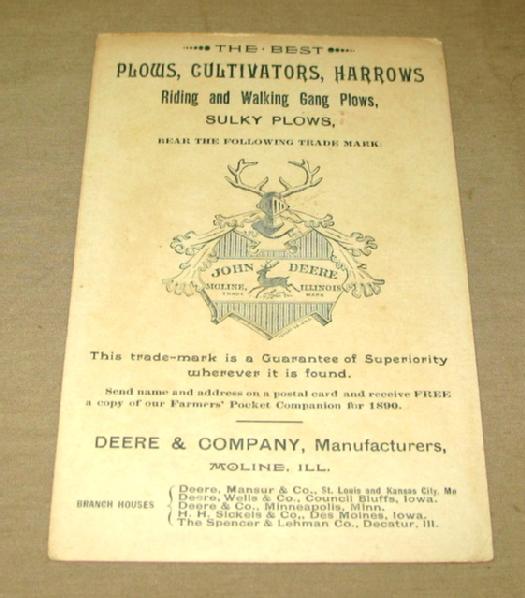 THE · BEST
PLOWS, CULTIVATORS, HARROWS
Riding and Walking Gang Plows,
SULKY PLOWS,
BEAR THE FOLLOWING TRADE MARK:
JOHN DEERE
MOLINE, ILLINOIS
TRADE MARK
This trade-mark is a Guarantee of Superiority
wherever it is found.
Send name and address on a postal card and receive FREE
a copy of our Farmers' Pocket Companion for 1890.
DEERE & COMPANY, Manufacturers,
MOLINE, ILL.
BRANCH HOUSES
Deere, Mansur & Co., St. Louis and Kansas City, Mo
Deere, Wells & Co., Council Bluffs, Iowa.
Deere & Co., Minneapolis, Minn.
H. H. Sickels & Co., Des Moines, Iowa.
The Spencer & Lehman Co., Decatur, Ill.